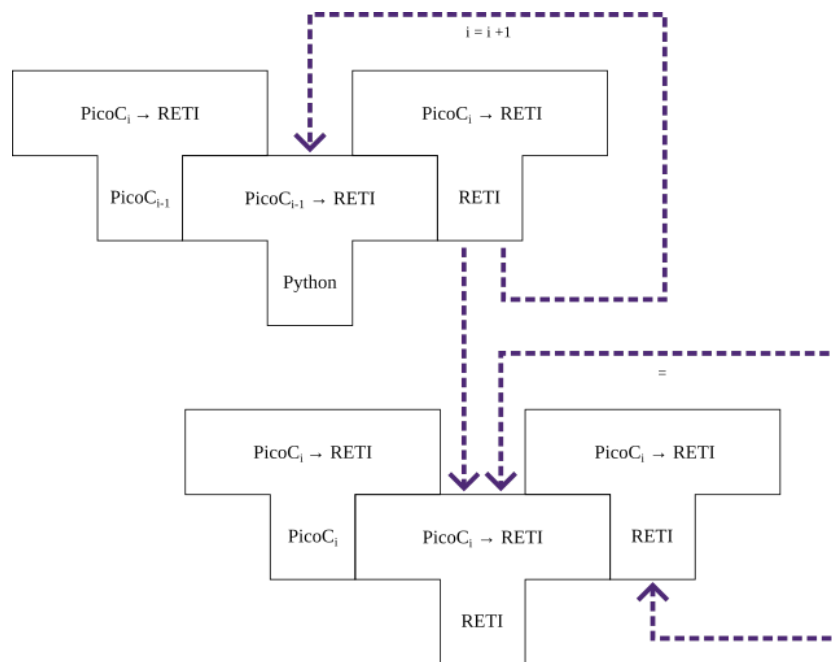 i = i +1
PicoCᵢ → RETI
PicoCᵢ → RETI
PicoCᵢ₋₁
PicoCᵢ₋₁ → RETI
RETI
Python
=
PicoCᵢ → RETI
PicoCᵢ → RETI
PicoCᵢ
PicoCᵢ → RETI
RETI
RETI